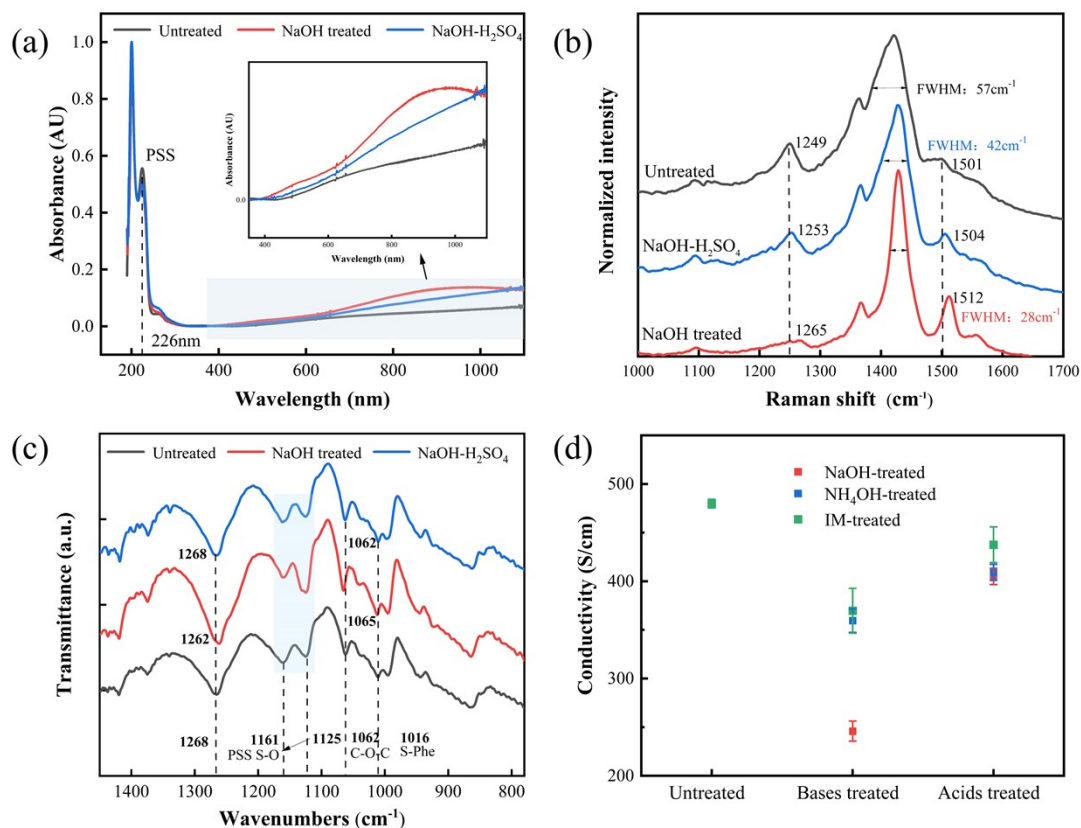 (a)
Untreated
NaOH treated
NaOH-H₂SO₄
1.0
0.8
0.6
0.4
0.2
0.0
Absorbance (AU)
PSS
226nm
Absorbance (AU)
0.0
400
600
800
1000
Wavelength (nm)
200
400
600
800
1000
Wavelength (nm)
(b)
Normalized intensity
FWHM： 57cm⁻¹
1249
FWHM： 42cm⁻¹
1501
Untreated
1253
1504
NaOH-H₂SO₄
1512
1265
FWHM： 28cm⁻¹
NaOH treated
1000
1100
1200
1300
1400
1500
1600
1700
Raman shift (cm⁻¹)
(c)
Untreated
NaOH treated
NaOH-H₂SO₄
Transmittance (a.u.)
1268
1062
1262
1065
1268
1161
1125
1062
1016
PSS S-O
C-O-C
S-Phe
1400
1300
1200
1100
1000
900
800
Wavenumbers (cm⁻¹)
(d)
NaOH-treated
NH₄OH-treated
IM-treated
500
400
300
200
Conductivity (S/cm)
Untreated
Bases treated
Acids treated